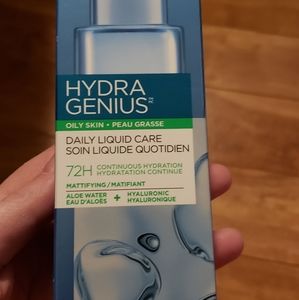 HYDRA
GENIUS
OILY SKIN • PEAU GRASSE
DAILY LIQUID CARE
SOIN LIQUIDE QUOTIDIEN
72H CONTINUOUS HYDRATION
HYDRATATION CONTINUE
MATTIFYING/MATIFIANT
ALOE WATER + HYALURONIC
EAU D'ALOÈS HYALURONIQUE